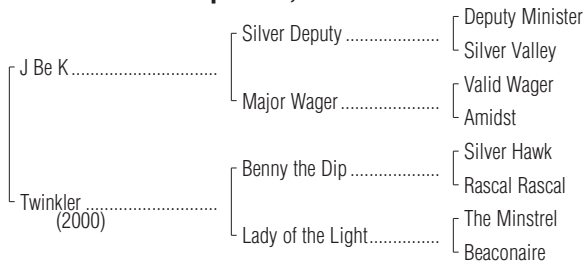 Deputy Minister
Silver Deputy ....................
Silver Valley
J Be K ...............................
Valid Wager
Major Wager .....................
Amidst
Silver Hawk
Benny the Dip ...................
Rascal Rascal
Twinkler ............................
(2000)
The Minstrel
Lady of the Light...............
Beaconaire